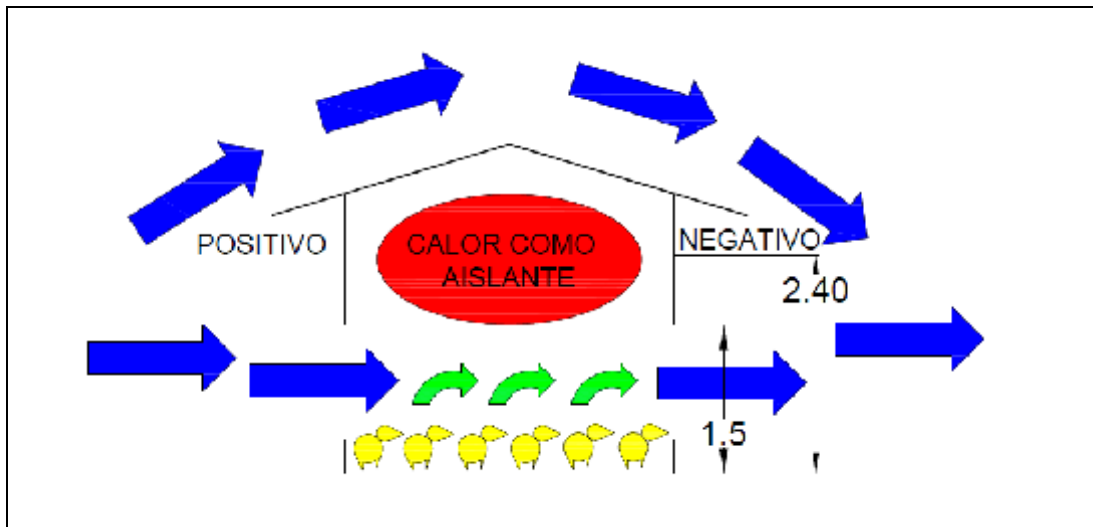 POSITIVO
CALOR COMO
AISLANTE
NEGATIVO
2.40
1.5